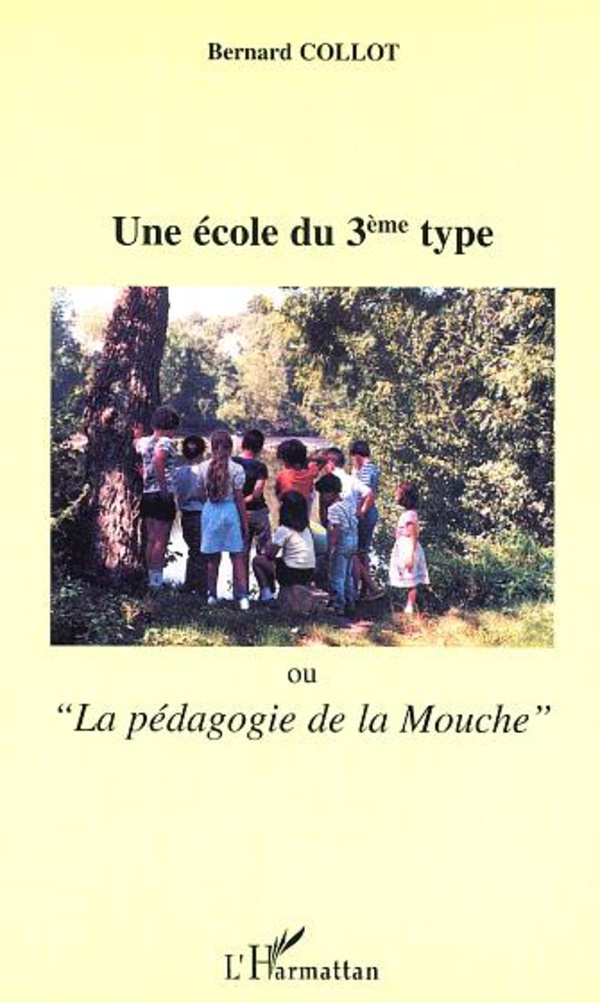 Bernard COLLOT
Une école du 3ème type
ou
“La pédagogie de la Mouche”
L'Harmattan